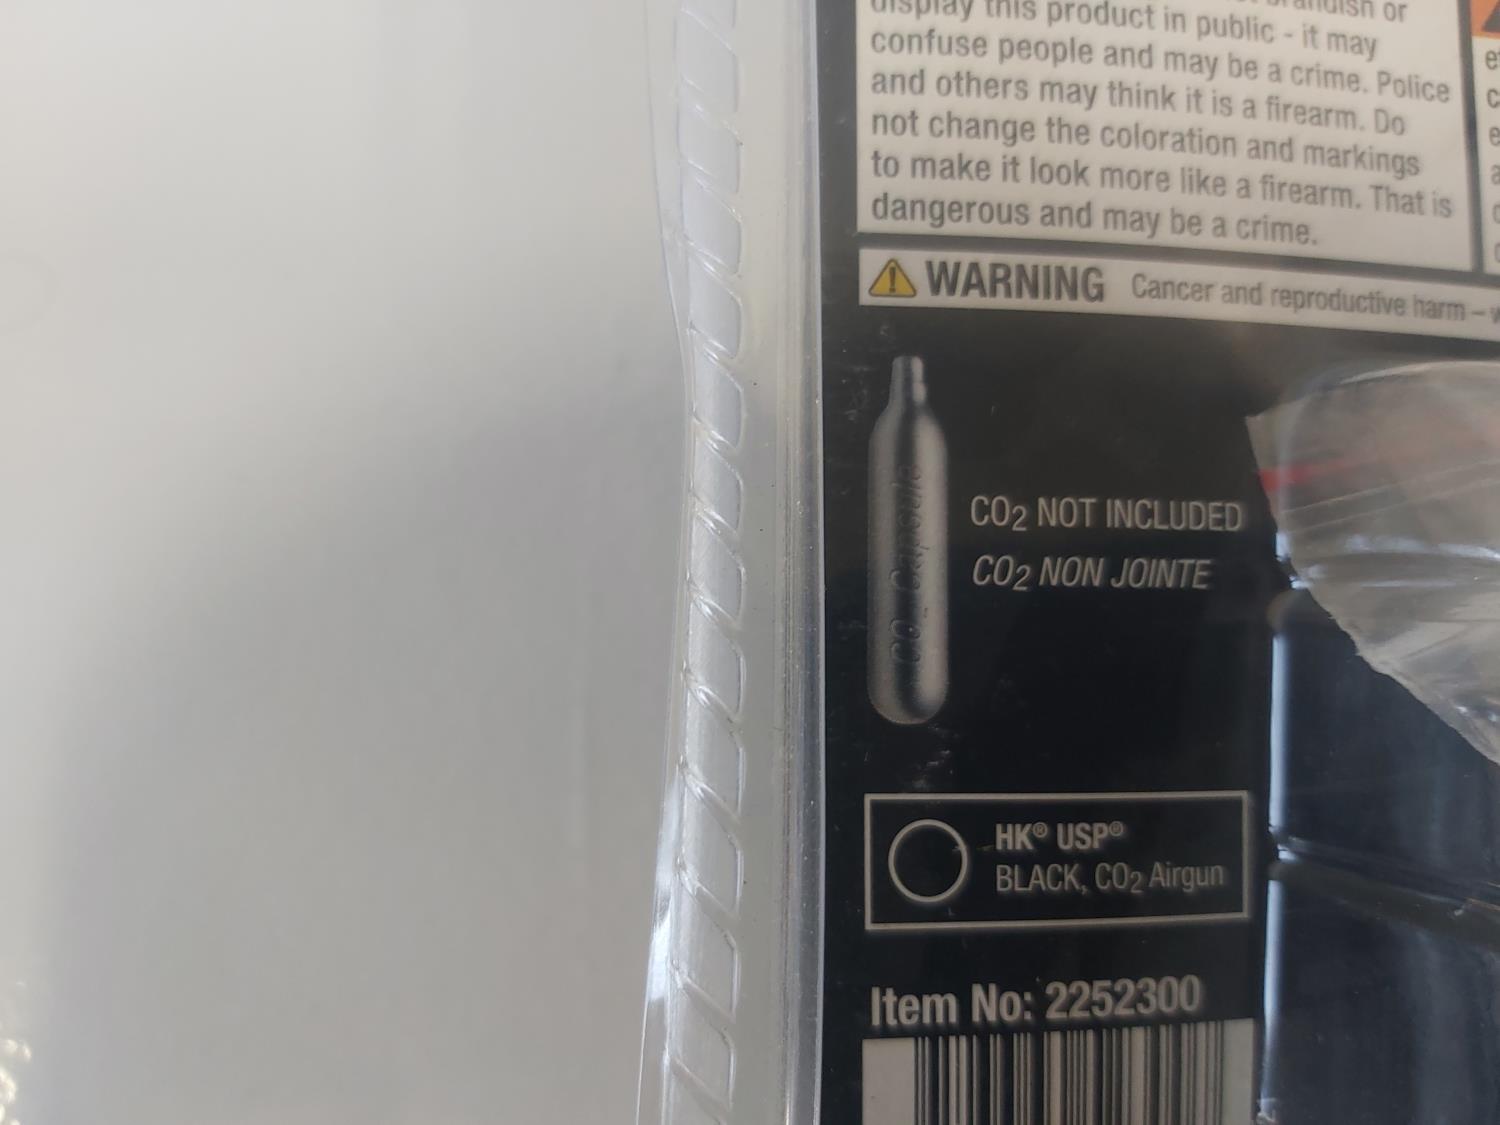 brandish or
display this product in public - it may
confuse people and may be a crime. Police
and others may think it is a firearm. Do
not change the coloration and markings
to make it look more like a firearm. That is
dangerous and may be a crime.
WARNING Cancer and reproductive harm –
CO2 Capsule
CO2 NOT INCLUDED
CO2 NON JOINTE
HK® USP®
BLACK, CO2 Airgun
Item No: 2252300